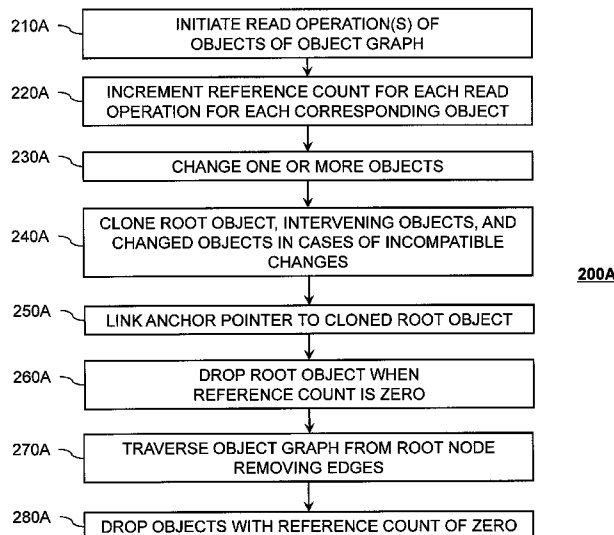 210A
INITIATE READ OPERATION(S) OF
OBJECTS OF OBJECT GRAPH
220A
INCREMENT REFERENCE COUNT FOR EACH READ
OPERATION FOR EACH CORRESPONDING OBJECT
230A
CHANGE ONE OR MORE OBJECTS
240A
CLONE ROOT OBJECT, INTERVENING OBJECTS, AND
CHANGED OBJECTS IN CASES OF INCOMPATIBLE
CHANGES
200A
250A
LINK ANCHOR POINTER TO CLONED ROOT OBJECT
260A
DROP ROOT OBJECT WHEN
REFERENCE COUNT IS ZERO
270A
TRAVERSE OBJECT GRAPH FROM ROOT NODE
REMOVING EDGES
280A
DROP OBJECTS WITH REFERENCE COUNT OF ZERO